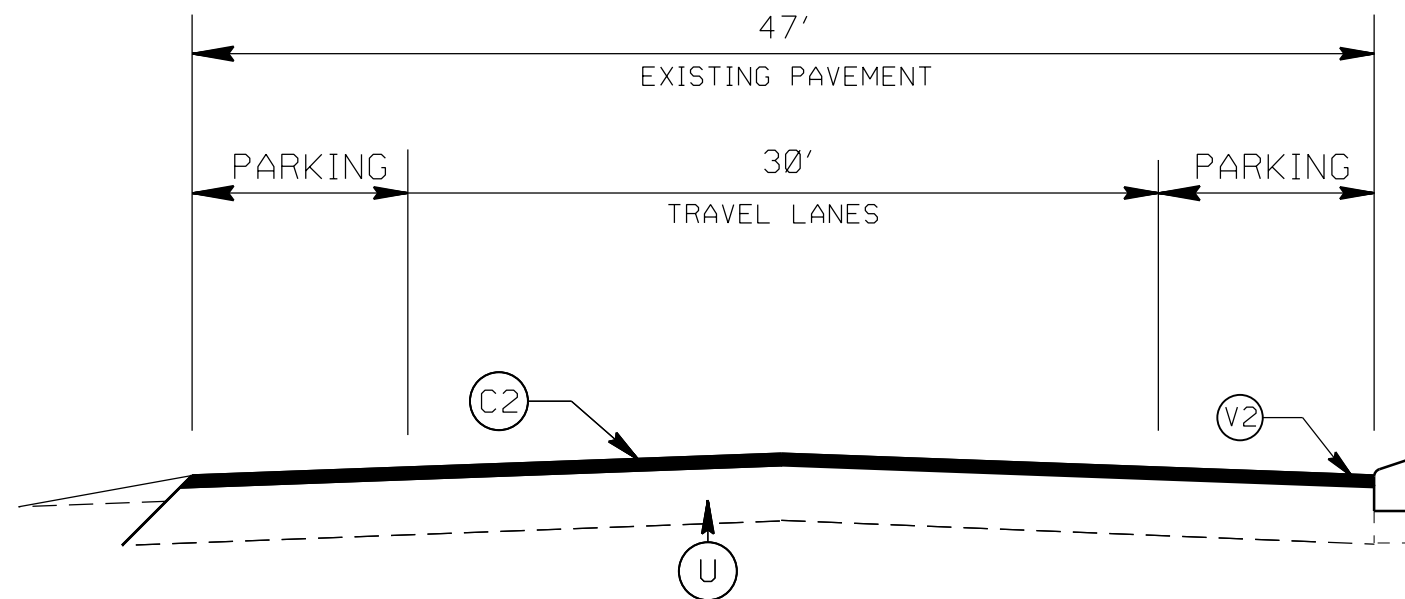 47'
EXISTING PAVEMENT
PARKING
30'
PARKING
TRAVEL LANES
C2
V2
U